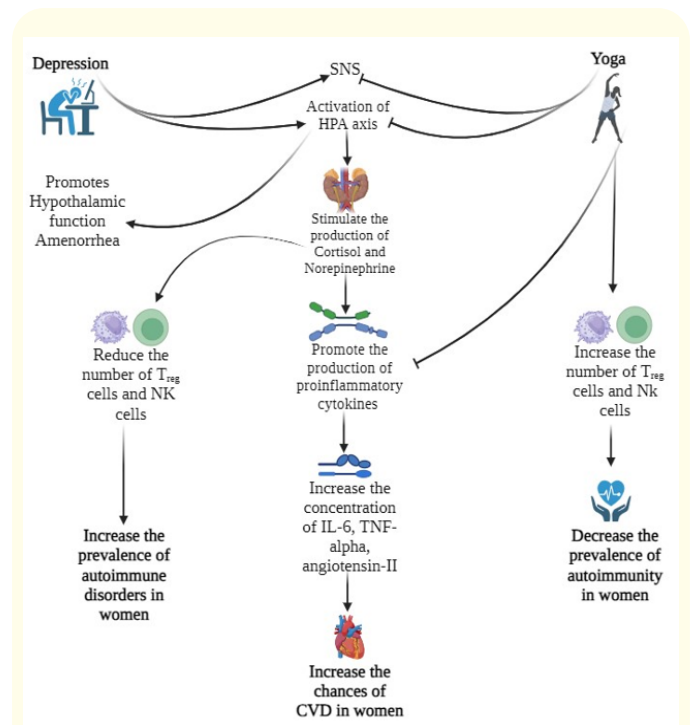 Depression
SNS
Yoga
Activation of
HPA axis
Promotes
Hypothalamic
function
Amenorrhea
Stimulate the
production of
Cortisol and
Norepinephrine
Reduce the
number of Treg
cells and NK
cells
Promote the
production of
proinflammatory
cytokines
Increase the
number of Treg
cells and Nk
cells
Increase the
concentration
of IL-6, TNF-
alpha,
angiotensin-II
Increase the
prevalence of
autoimmune
disorders in
women
Decrease the
prevalence of
autoimmunity
in women
Increase the
chances of
CVD in women